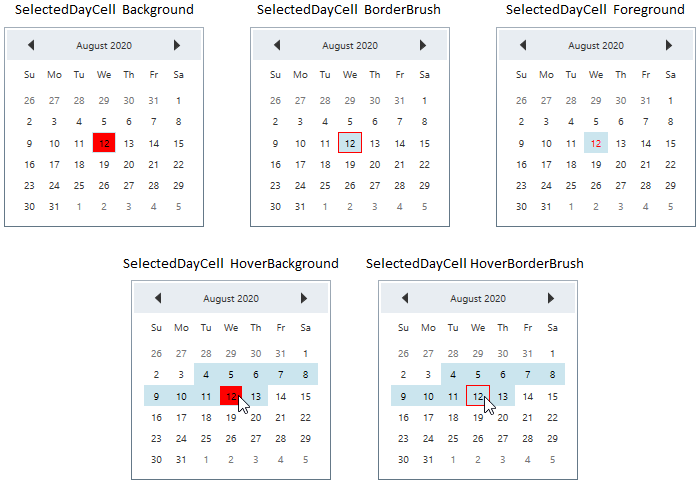 SelectedDayCell Background
August 2020
Su Mo Tu We Th Fr Sa
26 27 28 29 30 31 1
2 3 4 5 6 7 8
9 10 11 12 13 14 15
16 17 18 19 20 21 22
23 24 25 26 27 28 29
30 31 1 2 3 4 5
SelectedDayCell BorderBrush
August 2020
Su Mo Tu We Th Fr Sa
26 27 28 29 30 31 1
2 3 4 5 6 7 8
9 10 11 12 13 14 15
16 17 18 19 20 21 22
23 24 25 26 27 28 29
30 31 1 2 3 4 5
SelectedDayCell Foreground
August 2020
Su Mo Tu We Th Fr Sa
26 27 28 29 30 31 1
2 3 4 5 6 7 8
9 10 11 12 13 14 15
16 17 18 19 20 21 22
23 24 25 26 27 28 29
30 31 1 2 3 4 5
SelectedDayCell HoverBackground
August 2020
Su Mo Tu We Th Fr Sa
26 27 28 29 30 31 1
2 3 4 5 6 7 8
9 10 11 12 13 14 15
16 17 18 19 20 21 22
23 24 25 26 27 28 29
30 31 1 2 3 4 5
SelectedDayCell HoverBorderBrush
August 2020
Su Mo Tu We Th Fr Sa
26 27 28 29 30 31 1
2 3 4 5 6 7 8
9 10 11 12 13 14 15
16 17 18 19 20 21 22
23 24 25 26 27 28 29
30 31 1 2 3 4 5